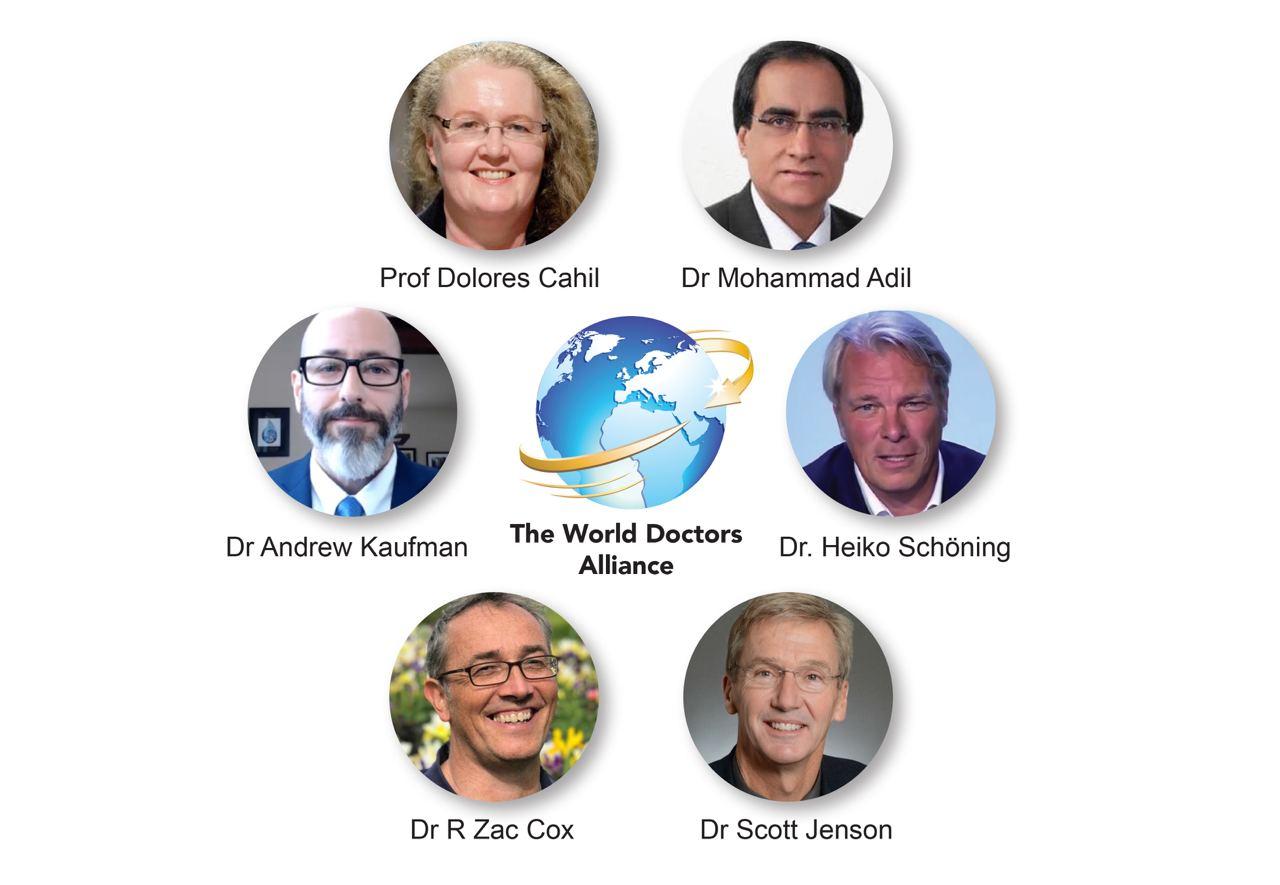 Prof Dolores Cahil
Dr Mohammad Adil
Dr Andrew Kaufman
The World Doctors
Alliance
Dr. Heiko Schöning
Dr R Zac Cox
Dr Scott Jenson